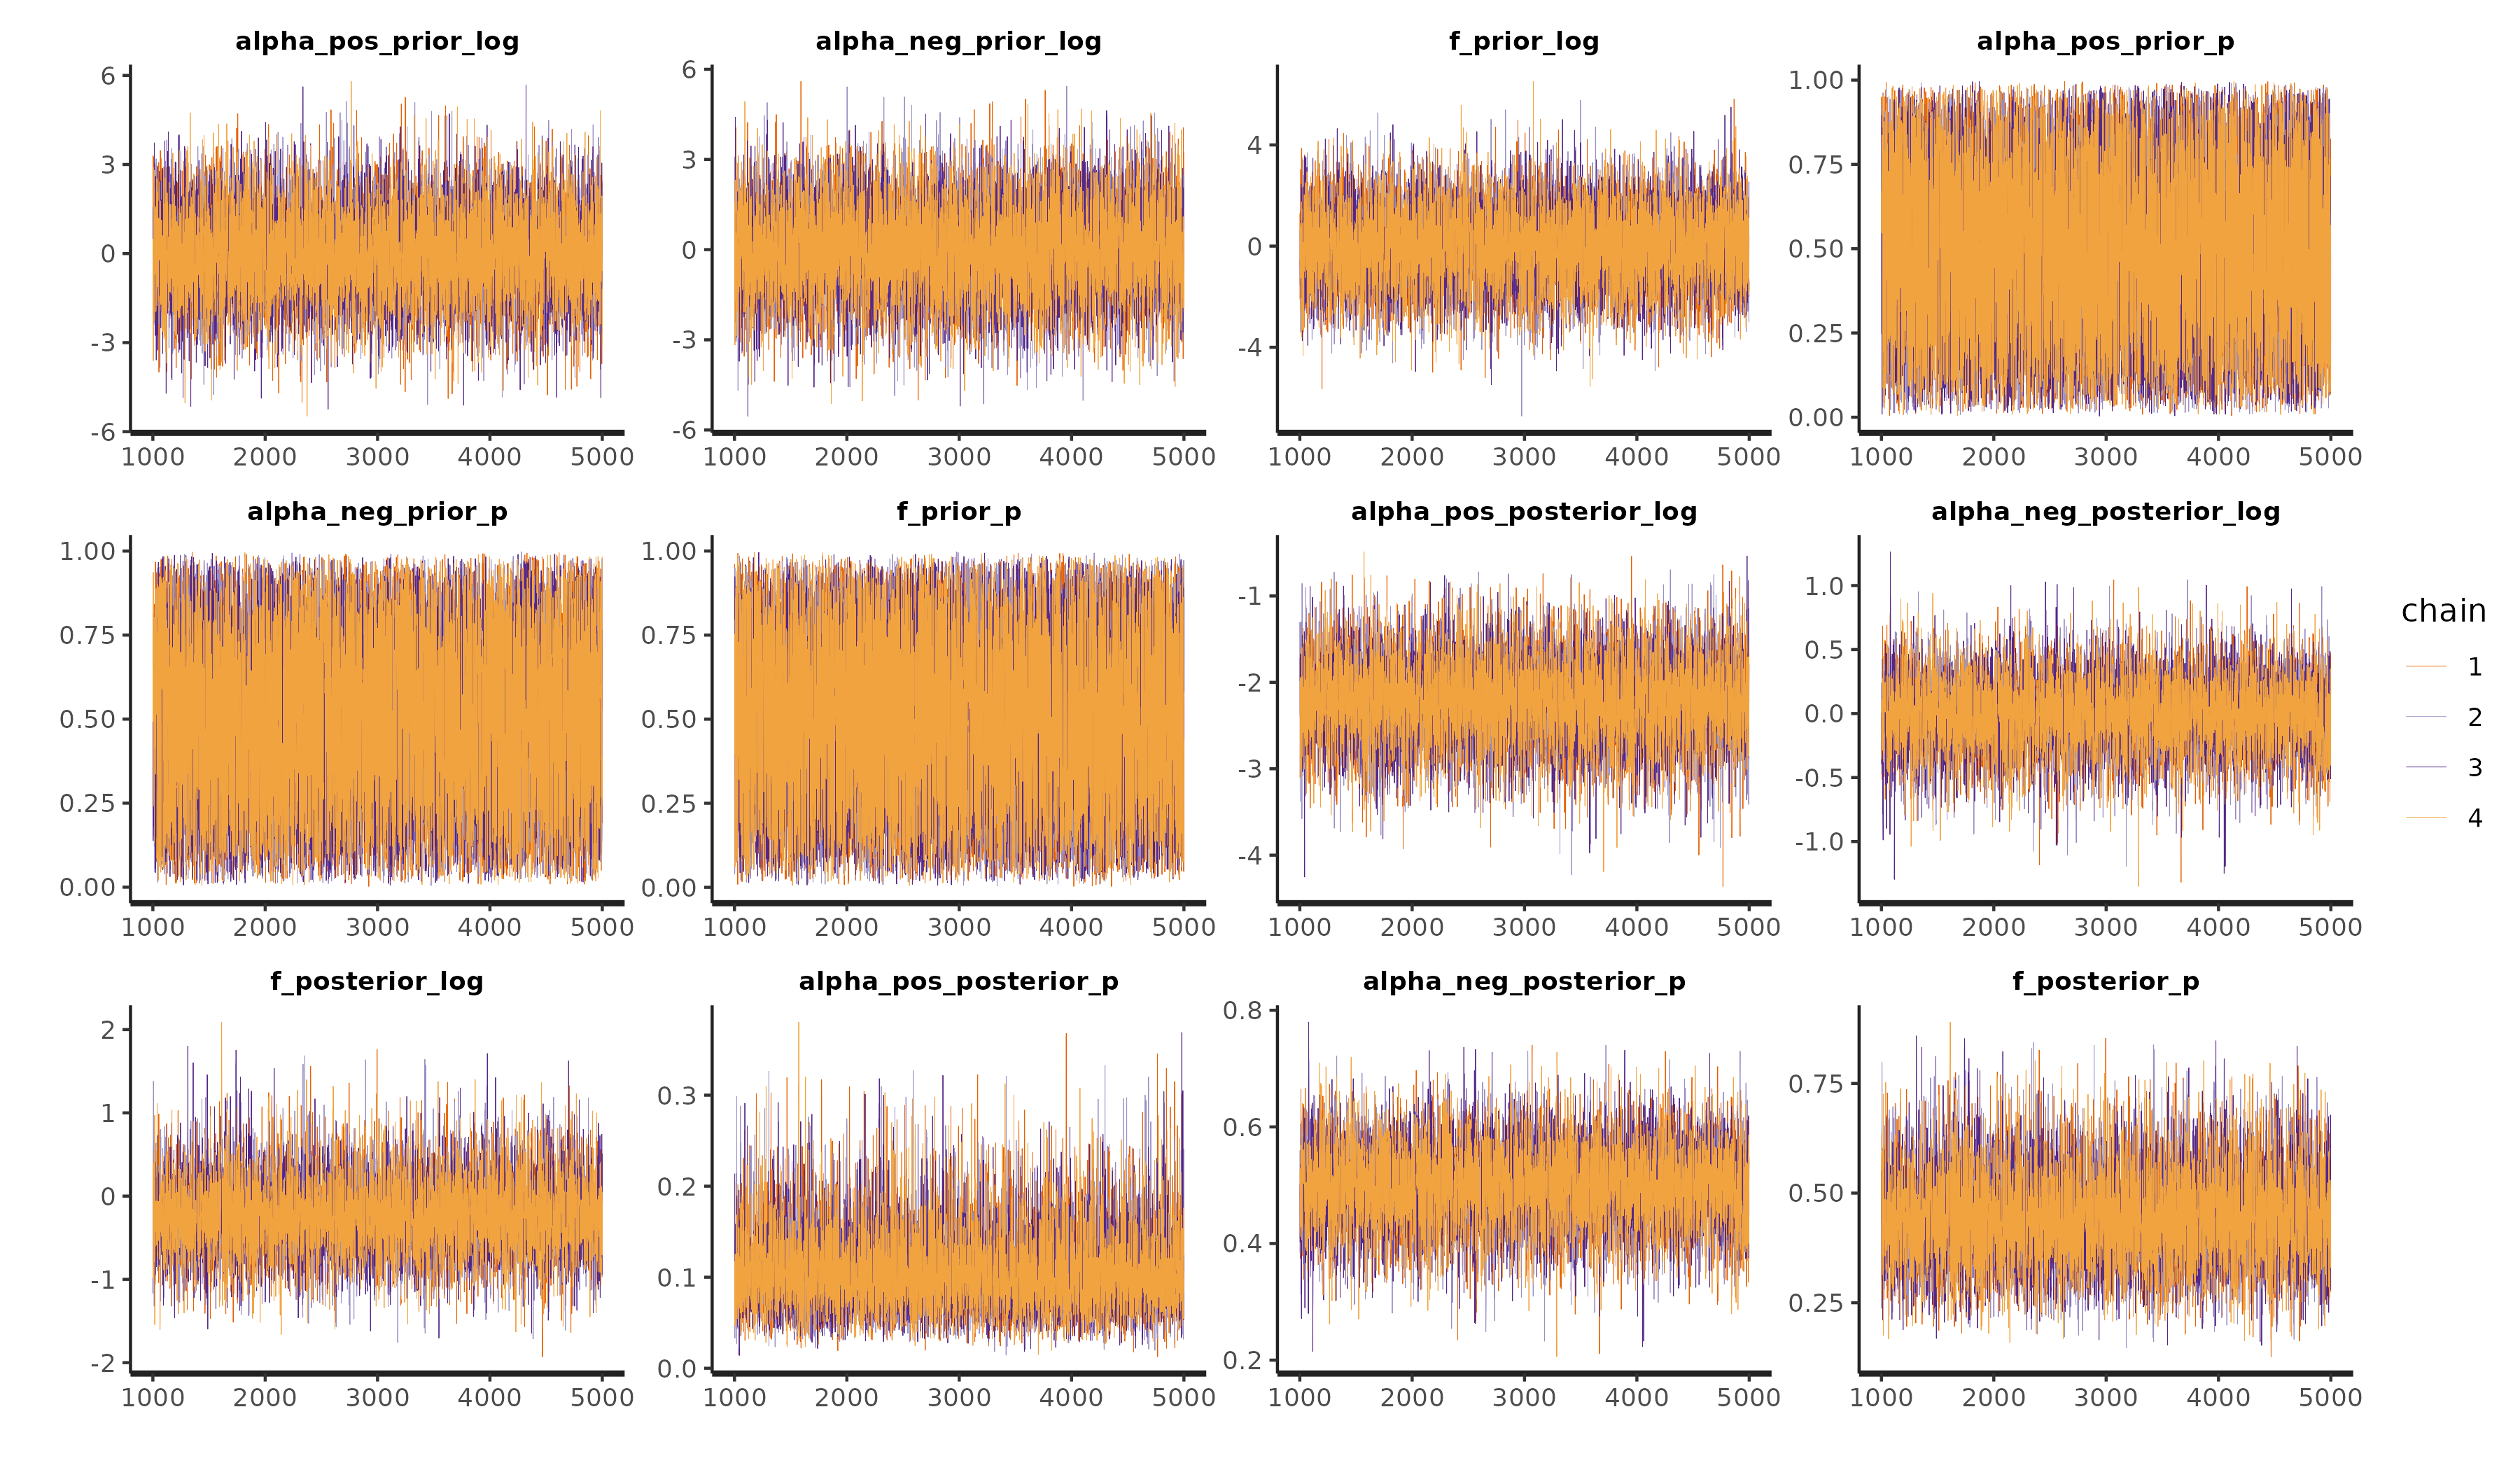 alpha_pos_prior_log
alpha_neg_prior_log
f_prior_log
alpha_pos_prior_p
6
3
0
-3
-6
1000 2000 3000 4000 5000
6
3
0
-3
-6
1000 2000 3000 4000 5000
4
0
-4
1000 2000 3000 4000 5000
1.00
0.75
0.50
0.25
0.00
1000 2000 3000 4000 5000
alpha_neg_prior_p
f_prior_p
alpha_pos_posterior_log
alpha_neg_posterior_log
1.00
0.75
0.50
0.25
0.00
1000 2000 3000 4000 5000
1.00
0.75
0.50
0.25
0.00
1000 2000 3000 4000 5000
-1
-2
-3
-4
1000 2000 3000 4000 5000
1.0
0.5
0.0
-0.5
-1.0
1000 2000 3000 4000 5000
chain
1
2
3
4
f_posterior_log
alpha_pos_posterior_p
alpha_neg_posterior_p
f_posterior_p
2
1
0
-1
-2
1000 2000 3000 4000 5000
0.3
0.2
0.1
0.0
1000 2000 3000 4000 5000
0.8
0.6
0.4
0.2
1000 2000 3000 4000 5000
0.75
0.50
0.25
1000 2000 3000 4000 5000